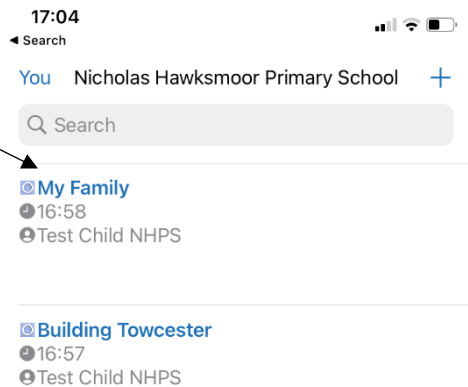 17:04
Search
You Nicholas Hawksmoor Primary School +
Search
My Family
16:58
Test Child NHPS
Building Towcester
16:57
Test Child NHPS